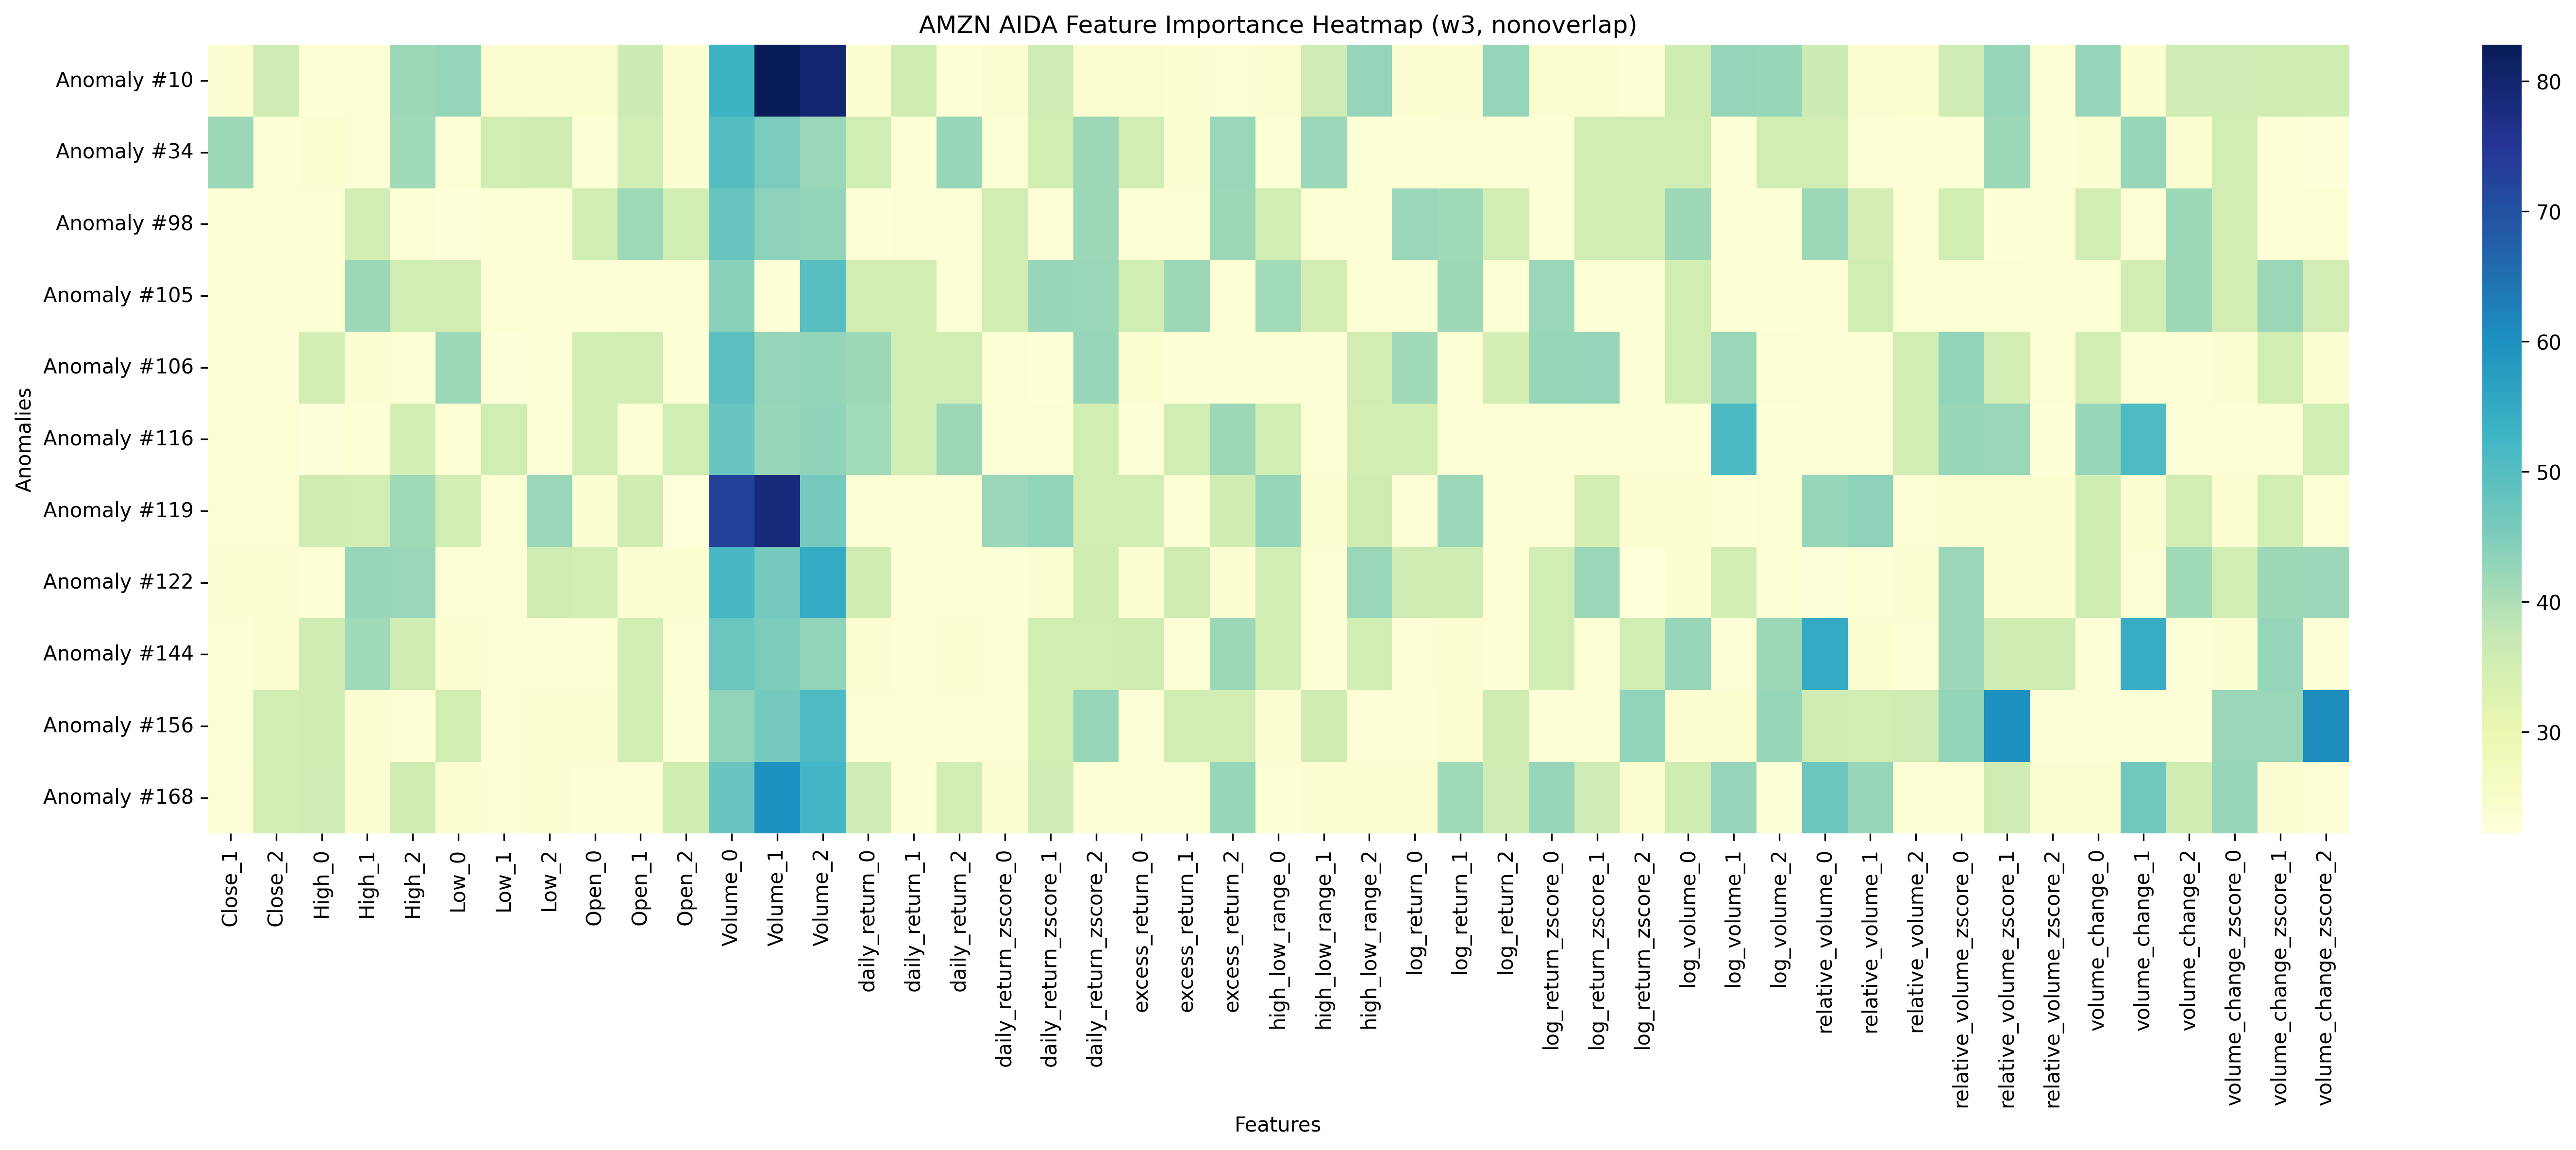 AMZN AIDA Feature Importance Heatmap (w3, nonoverlap)
Anomalies
Anomaly #10
Anomaly #34
Anomaly #98
Anomaly #105
Anomaly #106
Anomaly #116
Anomaly #119
Anomaly #122
Anomaly #144
Anomaly #156
Anomaly #168
Close_1
Close_2
High_0
High_1
High_2
Low_0
Low_1
Low_2
Open_0
Open_1
Open_2
Volume_0
Volume_1
Volume_2
daily_return_0
daily_return_1
daily_return_2
daily_return_zscore_0
daily_return_zscore_1
daily_return_zscore_2
excess_return_0
excess_return_1
excess_return_2
high_low_range_0
high_low_range_1
high_low_range_2
log_return_0
log_return_1
log_return_2
log_return_zscore_0
log_return_zscore_1
log_return_zscore_2
log_volume_0
log_volume_1
log_volume_2
relative_volume_0
relative_volume_1
relative_volume_2
relative_volume_zscore_0
relative_volume_zscore_1
relative_volume_zscore_2
volume_change_0
volume_change_1
volume_change_2
volume_change_zscore_0
volume_change_zscore_1
volume_change_zscore_2
Features
80
70
60
50
40
30